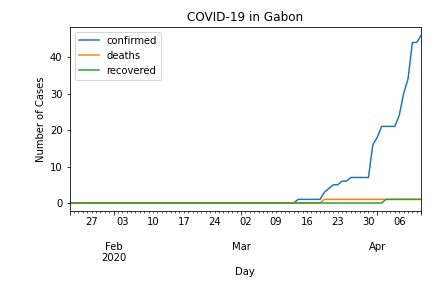 COVID-19 in Gabon
confirmed
deaths
recovered
Number of Cases
40
30
20
10
0
27 03 10 17 24 02 09 16 23 30 06
Feb Mar Apr
2020
Day